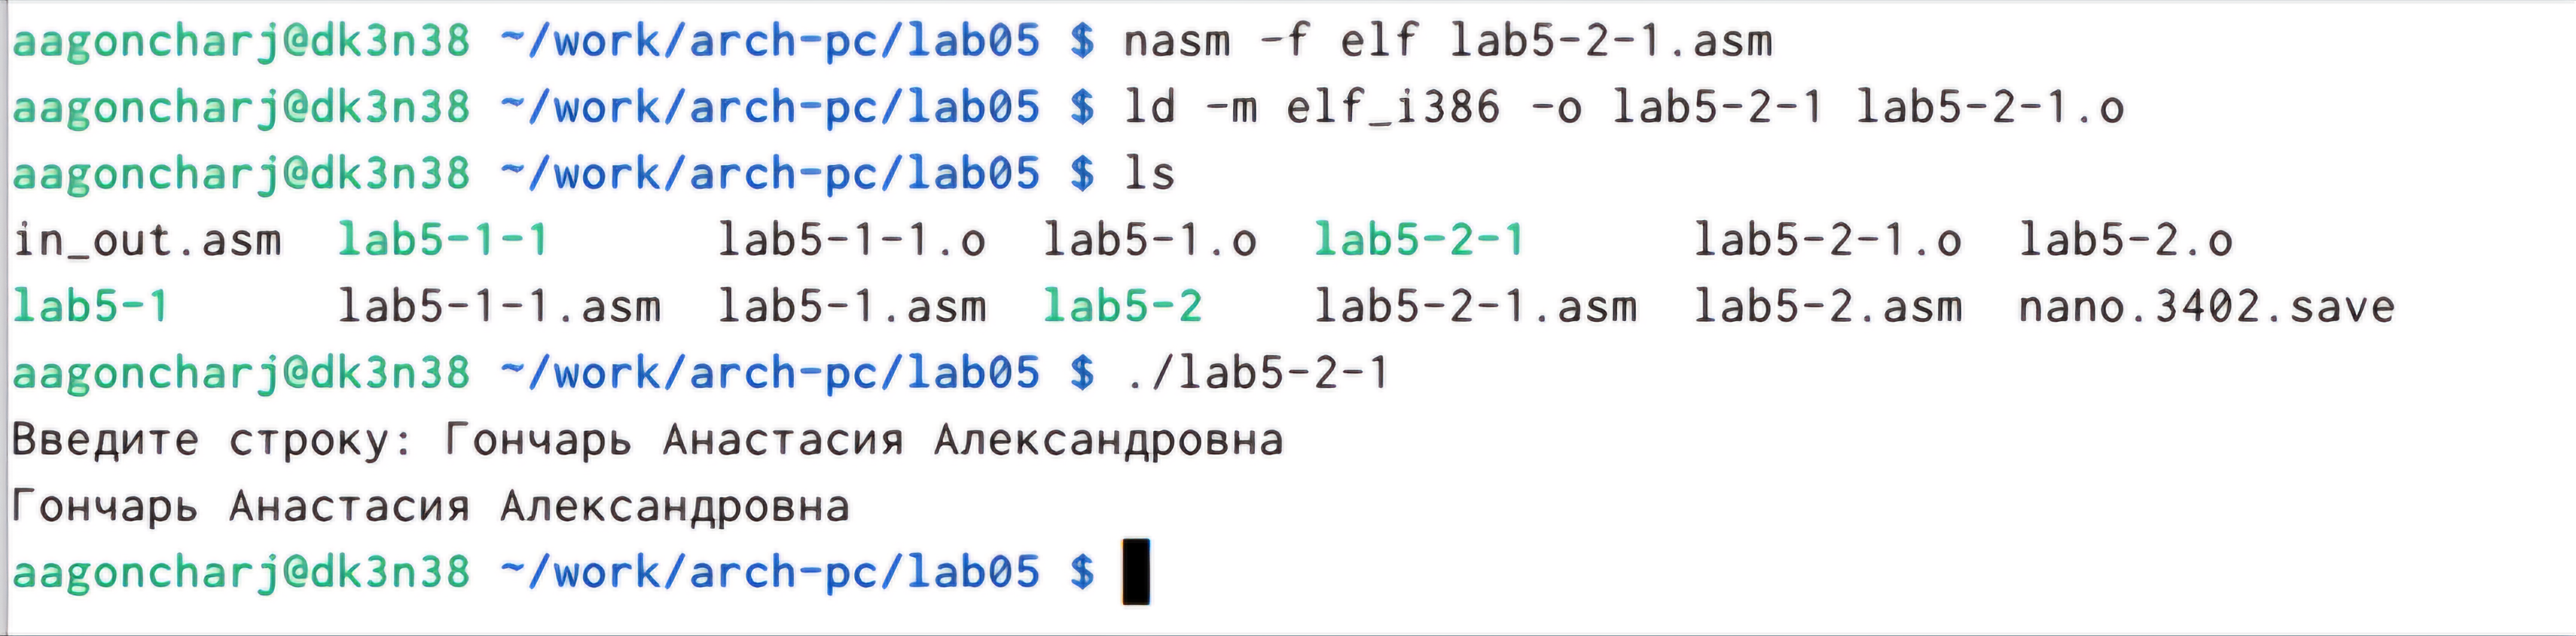 aagoncharj@dk3n38 ~/work/arch-pc/lab05 $ nasm -f elf lab5-2-1.asm
aagoncharj@dk3n38 ~/work/arch-pc/lab05 $ ld -m elf_i386 -o lab5-2-1 lab5-2-1.o
aagoncharj@dk3n38 ~/work/arch-pc/lab05 $ ls
in_out.asm  lab5-1-1      lab5-1-1.o  lab5-1.o  lab5-2-1      lab5-2-1.o  lab5-2.o
lab5-1      lab5-1-1.asm  lab5-1.asm  lab5-2    lab5-2-1.asm  lab5-2.asm  nano.3402.save
aagoncharj@dk3n38 ~/work/arch-pc/lab05 $ ./lab5-2-1
Введите строку: Гончарь Анастасия Александровна
Гончарь Анастасия Александровна
aagoncharj@dk3n38 ~/work/arch-pc/lab05 $